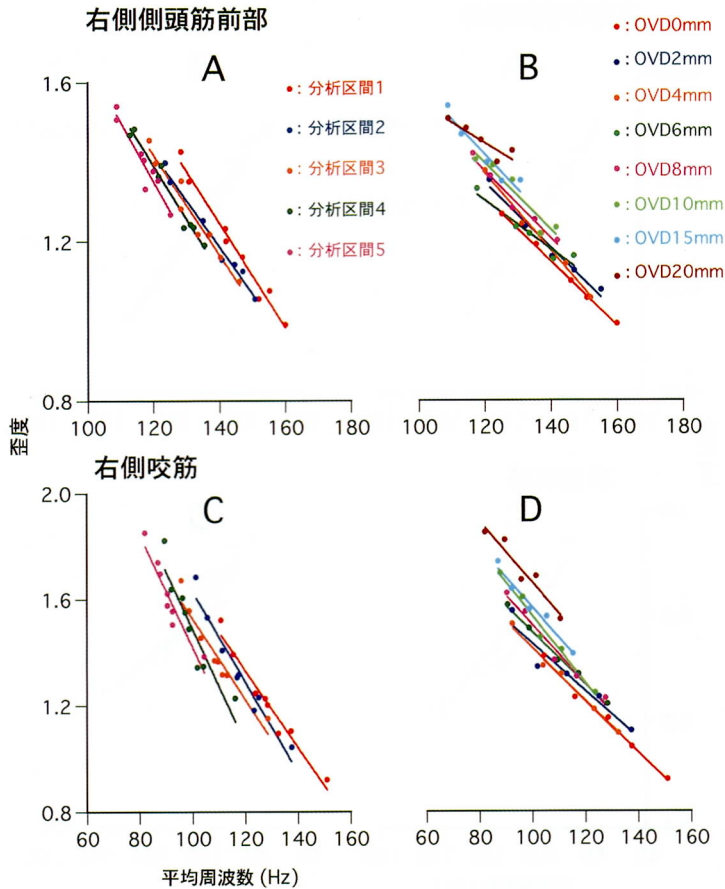 右側側頭筋前部
A
B
: OVD0mm
: OVD2mm
: OVD4mm
: OVD6mm
: OVD8mm
: OVD10mm
: OVD15mm
: OVD20mm
: 分析区間1
: 分析区間2
: 分析区間3
: 分析区間4
: 分析区間5
1.6
1.2
0.8
100 120 140 160 180
100 120 140 160 180
歪度
右側咬筋
C
D
2.0
1.6
1.2
0.8
60 80 100 120 140 160
60 80 100 120 140 160
平均周波数 (Hz)